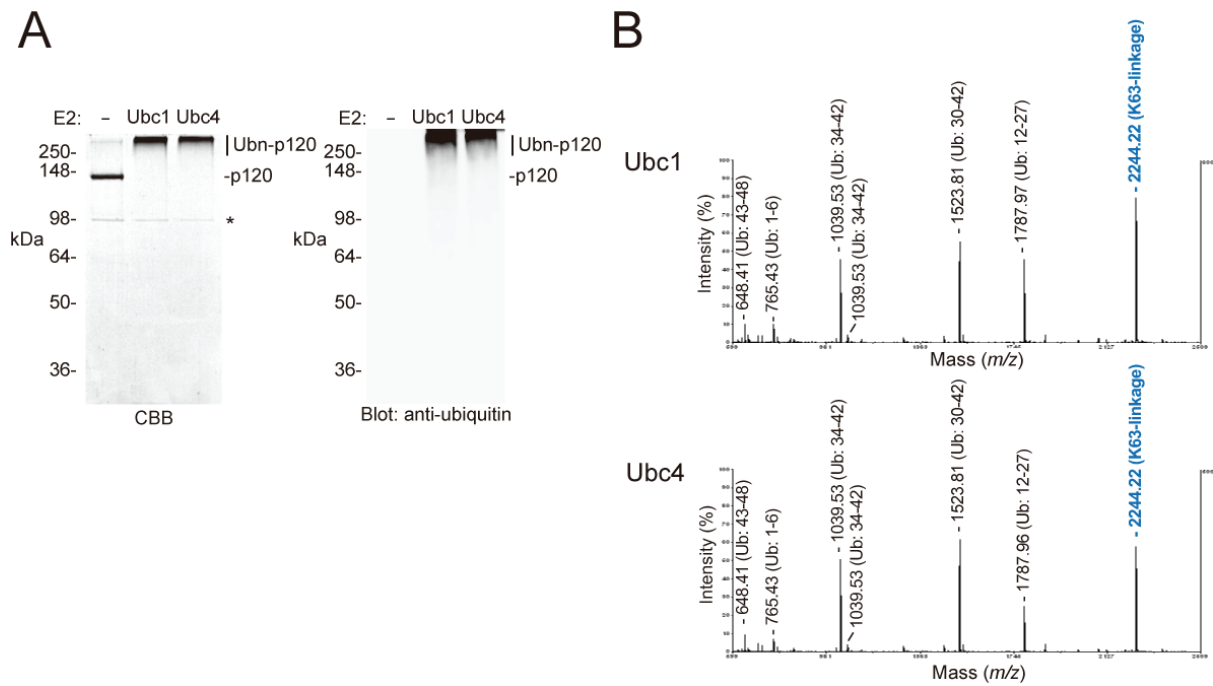 A
E2: – Ubc1 Ubc4
250-
148-
98-
kDa
64-
50-
36-
Ubn-p120
-p120
*
CBB
E2: – Ubc1 Ubc4
250-
148-
98-
kDa
64-
50-
36-
Ubn-p120
-p120
Blot: anti-ubiquitin
B
Ubc1
Intensity (%)
648.41 (Ub: 43-48)
765.43 (Ub: 1-6)
1039.53 (Ub: 34-42)
1039.53 (Ub: 34-42)
1523.81 (Ub: 30-42)
1787.97 (Ub: 12-27)
2244.22 (K63-linkage)
Mass (m/z)
Ubc4
Intensity (%)
648.41 (Ub: 43-48)
765.43 (Ub: 1-6)
1039.53 (Ub: 34-42)
1039.53 (Ub: 34-42)
1523.81 (Ub: 30-42)
1787.96 (Ub: 12-27)
2244.22 (K63-linkage)
Mass (m/z)